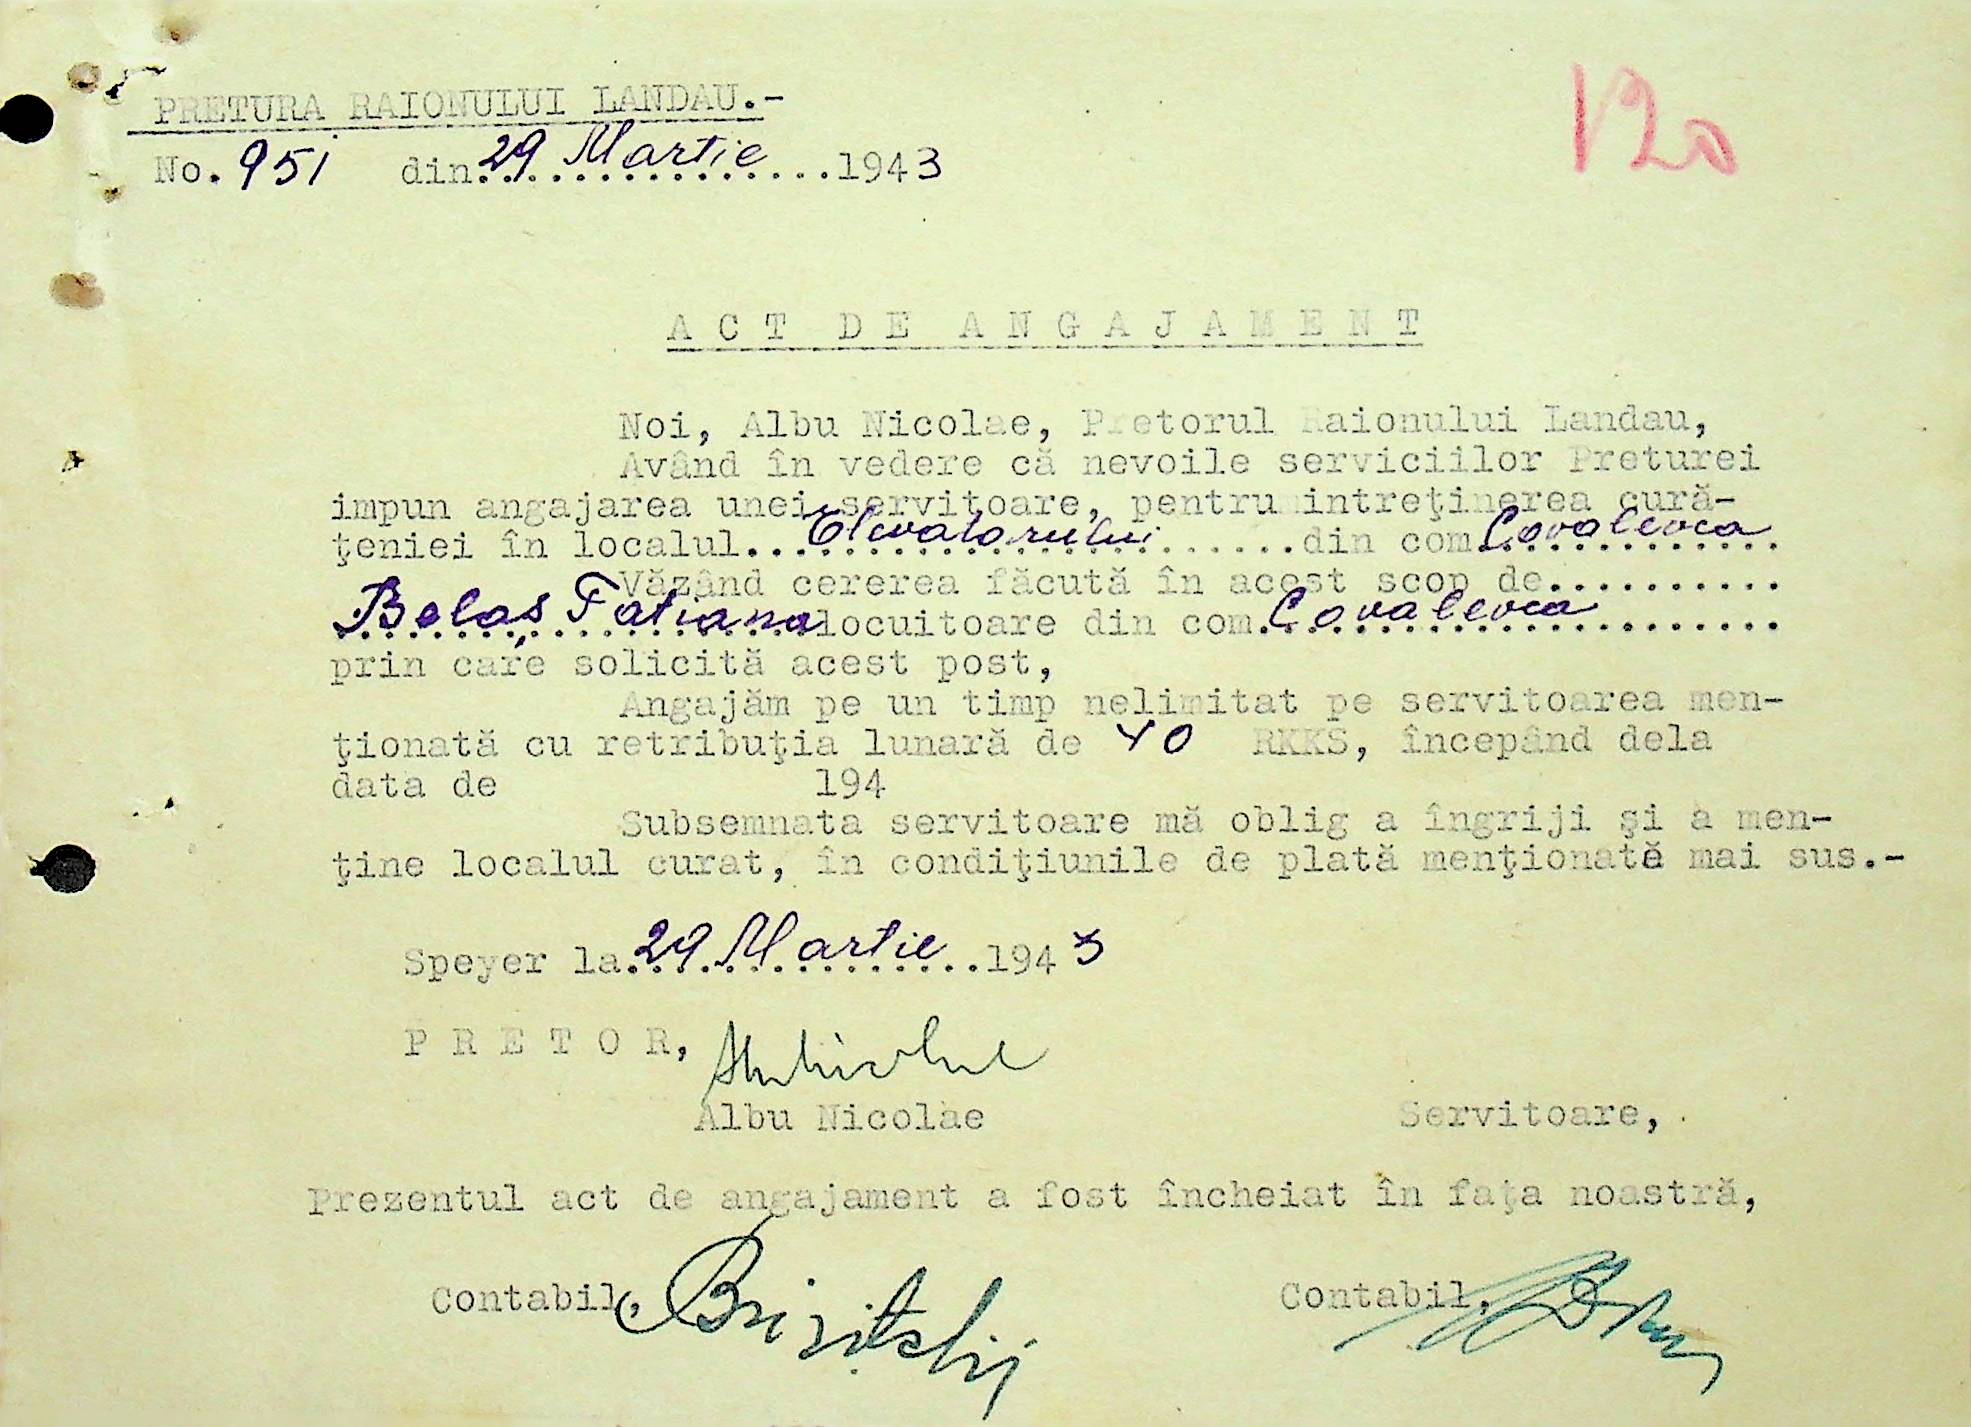 120
PRETURA RAIONULUI LANDAU.-
No. 951 din 29 Martie 1943
ACT DE ANGAJAMENT
Noi, Albu Nicolae, Pretorul Raionului Landau,
Având în vedere că nevoile serviciilor Preturei
impun angajarea unei servitoare, pentru intreţinerea cură-
ţeniei în localul...Elevatorului......din com.Covalevca
Văzând cererea făcută în acest scop de..........
Belaș Tatiana locuitoare din com.Covalevca
prin care solicită acest post,
Angajăm pe un timp nelimitat pe servitoarea men-
ţionată cu retribuţia lunară de 40 RKKS, începând dela
data de 194
Subsemnata servitoare mă oblig a îngriji şi a men-
ţine localul curat, în condiţiunile de plată menţionată mai sus.-
Speyer la 29 Martie 1943
PRETOR,
Albu Nicolae
Servitoare,
Prezentul act de angajament a fost încheiat în faţa noastră,
Contabil, Contabil,